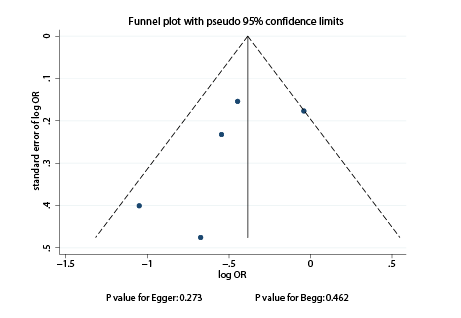 Funnel plot with pseudo 95% confidence limits
0
.1
.2
.3
.4
.5
standard error of log OR
−1.5 −1 −.5 0 .5
log OR
P value for Egger: 0.273 P value for Begg: 0.462